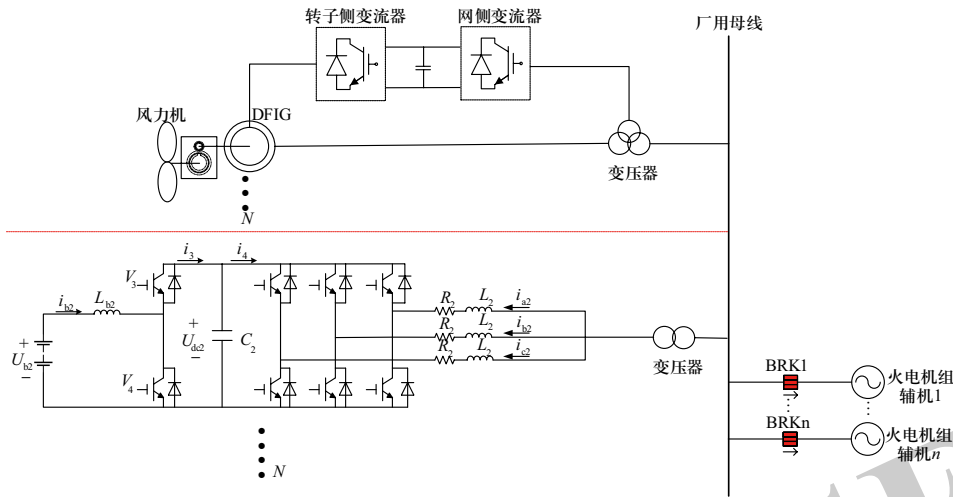 转子侧变流器
网侧变流器
厂用母线
风力机
DFIG
变压器
N
i3
i4
V3
ib2
Lb2
R2
L2
ia2
+
Ub2
−
+
Udc2
−
C2
R2
L2
ib2
R2
L2
ic2
变压器
V4
BRK1
火电机组
辅机1
BRKn
火电机组
辅机n
N